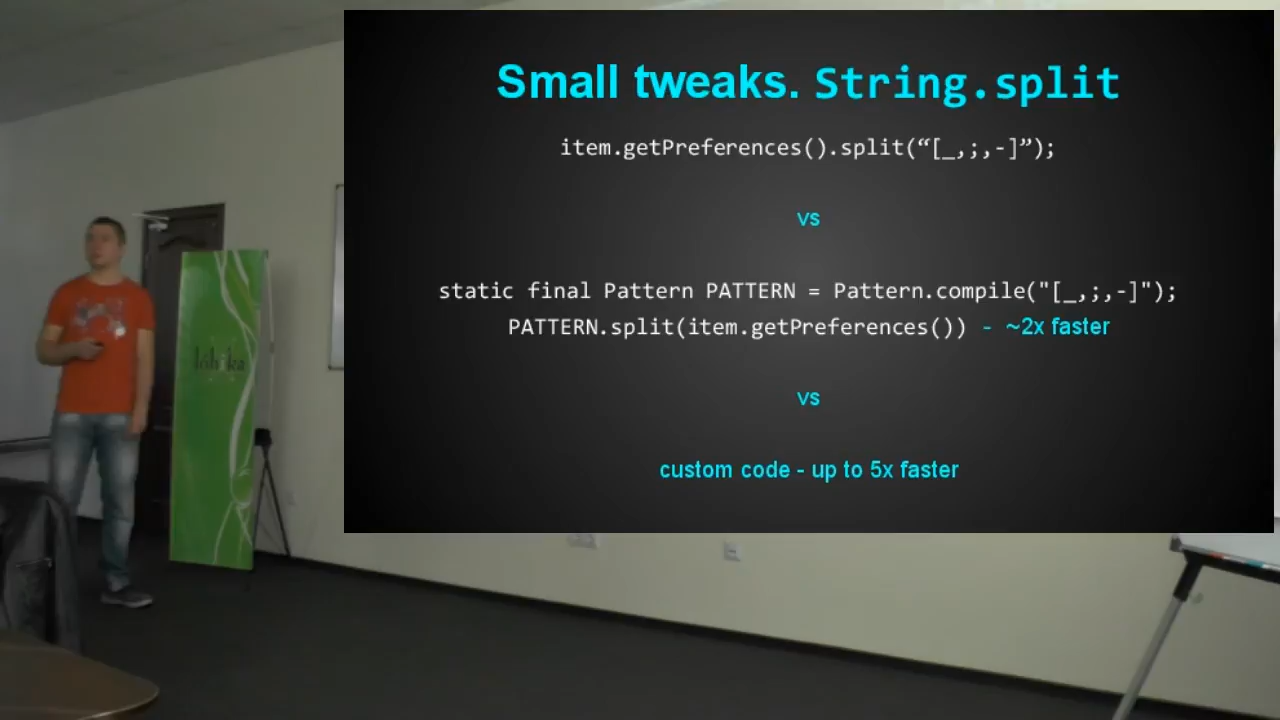 Small tweaks. String.split
item.getPreferences().split(“[_,;,-]”);
vs
static final Pattern PATTERN = Pattern.compile("[_,;,-]");
PATTERN.split(item.getPreferences()) - ~2x faster
vs
custom code - up to 5x faster
lohika